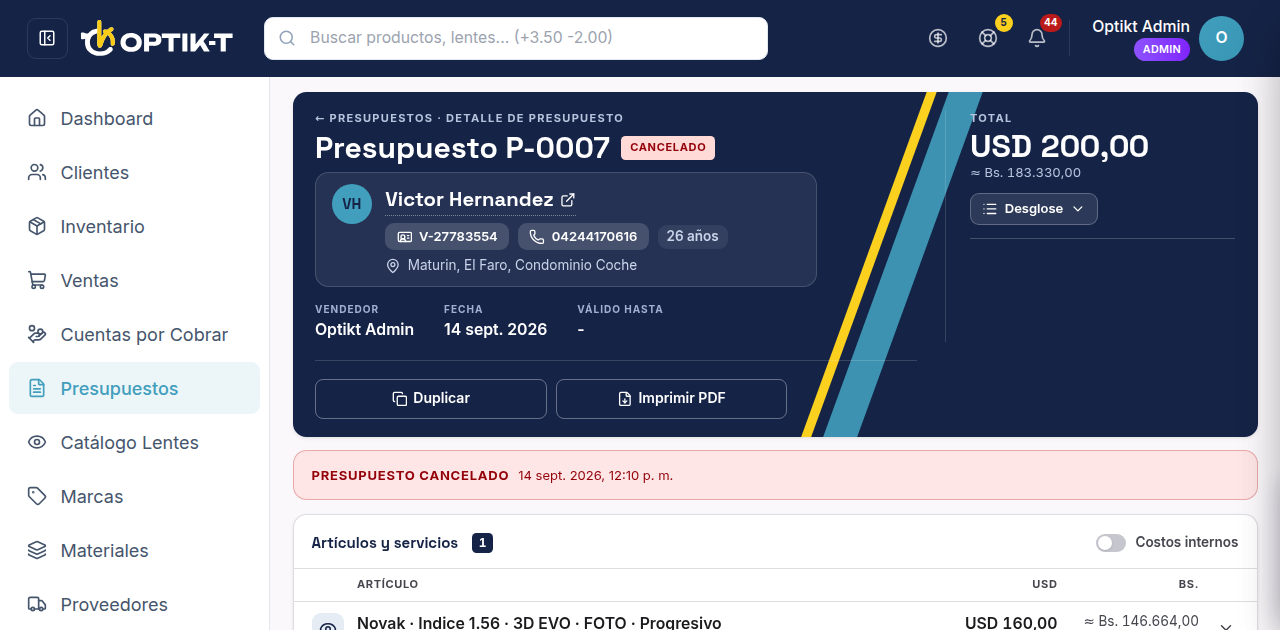 OPTIK-T
Buscar productos, lentes... (+3.50 -2.00)
5
44
Optikt Admin
ADMIN
O
Dashboard
Clientes
Inventario
Ventas
Cuentas por Cobrar
Presupuestos
Catálogo Lentes
Marcas
Materiales
Proveedores
← PRESUPUESTOS · DETALLE DE PRESUPUESTO
Presupuesto P-0007 CANCELADO
VH
Victor Hernandez
V-27783554 04244170616 26 años
Maturin, El Faro, Condominio Coche
VENDEDOR FECHA VÁLIDO HASTA
Optikt Admin 14 sept. 2026 -
Duplicar Imprimir PDF
TOTAL
USD 200,00
≈ Bs. 183.330,00
Desglose
PRESUPUESTO CANCELADO 14 sept. 2026, 12:10 p. m.
Artículos y servicios 1 Costos internos
ARTÍCULO USD BS.
Novak · Indice 1.56 · 3D EVO · FOTO · Progresivo USD 160,00 ≈ Bs. 146.664,00